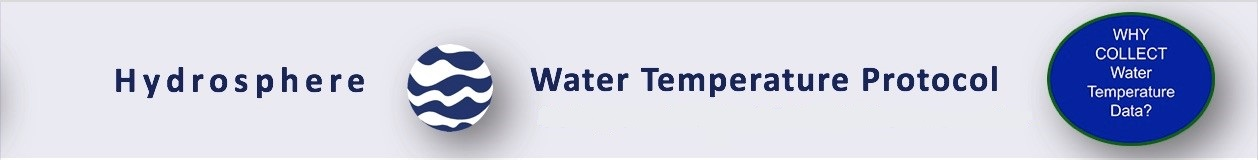 Hydrosphere
Water Temperature Protocol
WHY
COLLECT
Water
Temperature
Data?